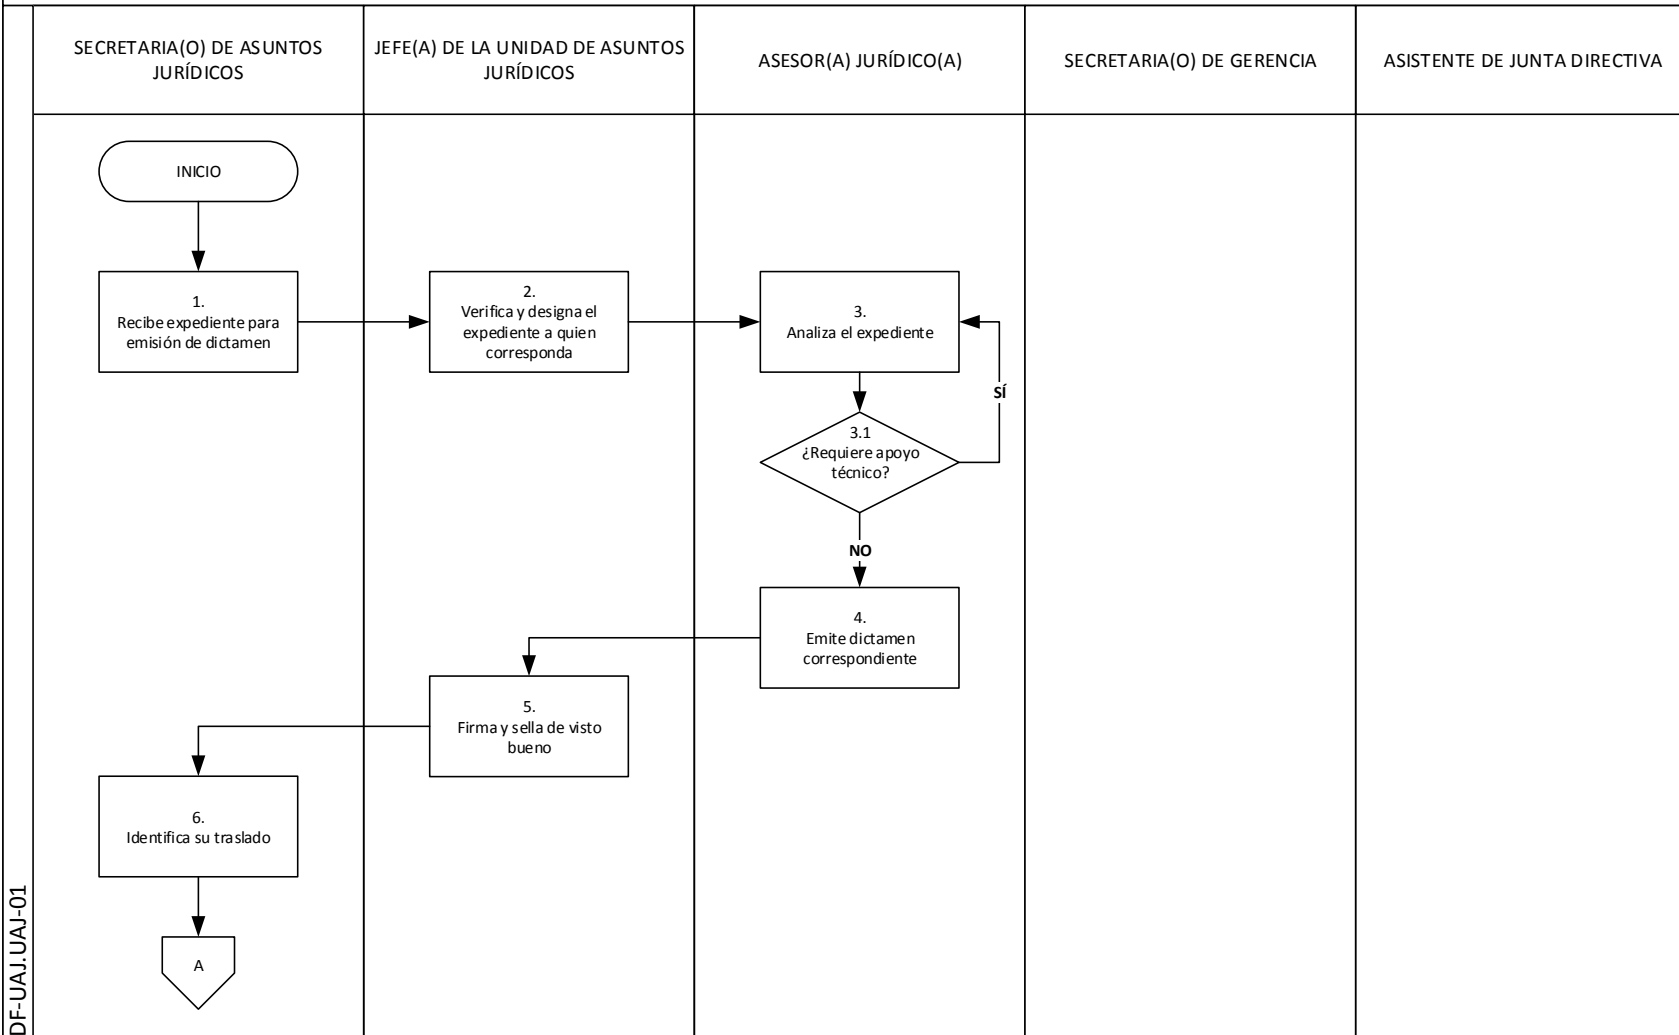 SECRETARIA(O) DE ASUNTOS
JURÍDICOS
JEFE(A) DE LA UNIDAD DE ASUNTOS
JURÍDICOS
ASESOR(A) JURÍDICO(A)
SECRETARIA(O) DE GERENCIA
ASISTENTE DE JUNTA DIRECTIVA
INICIO
1.
Recibe expediente para
emisión de dictamen
2.
Verifica y designa el
expediente a quien
corresponda
3.
Analiza el expediente
SÍ
3.1
¿Requiere apoyo
técnico?
NO
4.
Emite dictamen
correspondiente
5.
Firma y sella de visto
bueno
6.
Identifica su traslado
A
DF-UAJ.UAJ-01